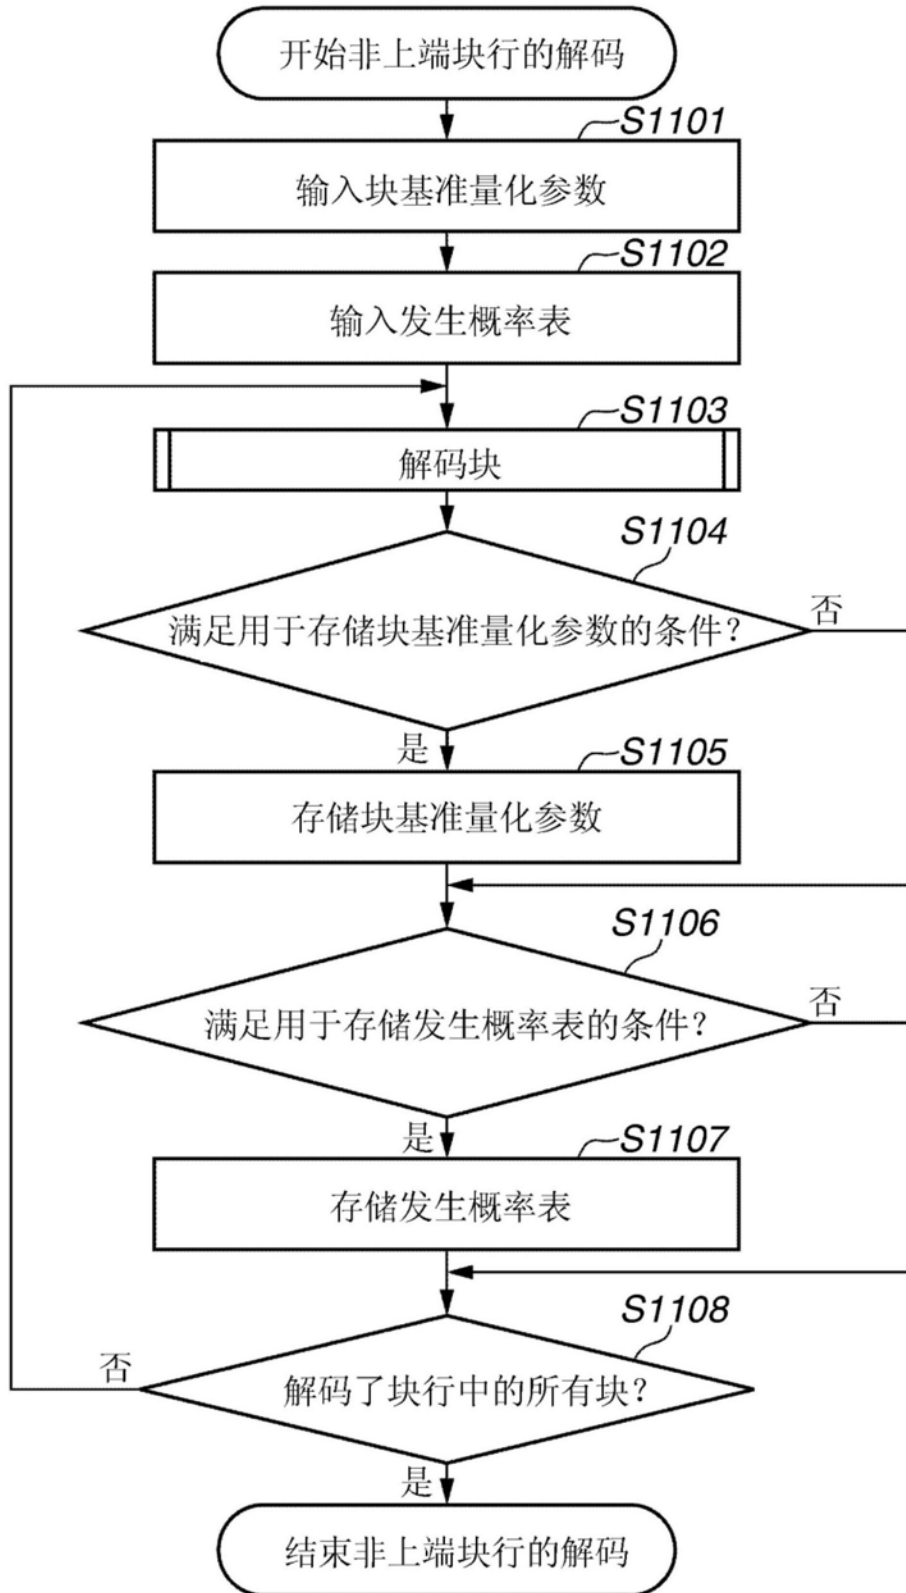 开始非上端块行的解码
S1101
输入块基准量化参数
S1102
输入发生概率表
S1103
解码块
S1104
满足用于存储块基准量化参数的条件？
否
是
S1105
存储块基准量化参数
S1106
满足用于存储发生概率表的条件？
否
是
S1107
存储发生概率表
S1108
否
解码了块行中的所有块？
是
结束非上端块行的解码